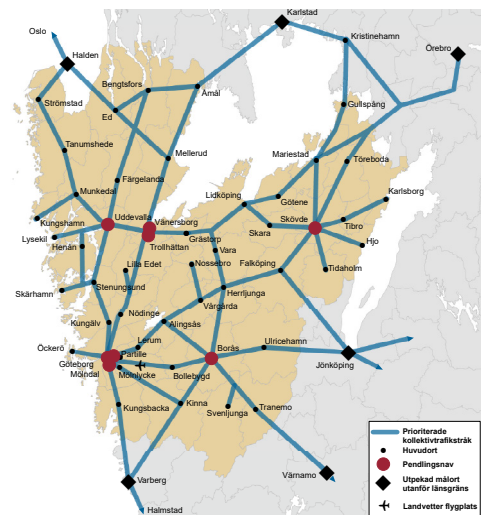 Karlstad
Oslo
Kristinehamn
Örebro
Halden
Bengtsfors
Åmål
Strömstad
Ed
Gullspång
Tanumshede
Mellerud
Mariestad
Töreboda
Munkedal
Färgelanda
Lidköping
Götene
Karlsborg
Kungshamn
Uddevalla
Vänersborg
Skövde
Lysekil
Grästorp
Skara
Tibro
Henån
Trollhättan
Vara
Hjo
Lilla Edet
Nossebro
Falköping
Tidaholm
Skärhamn
Stenungsund
Herrljunga
Nödinge
Vårgårda
Kungälv
Alingsås
Öckerö
Lerum
Borås
Ulricehamn
Göteborg
Partille
Jönköping
Mölndal
Mölnlycke
Bollebygd
Kungsbacka
Kinna
Svenljunga
Tranemo
Varberg
Värnamo
Halmstad
Prioriterade
kollektivtrafikstråk
Huvudort
Pendlingsnav
Utpekad målort
utanför länsgräns
Landvetter flygplats